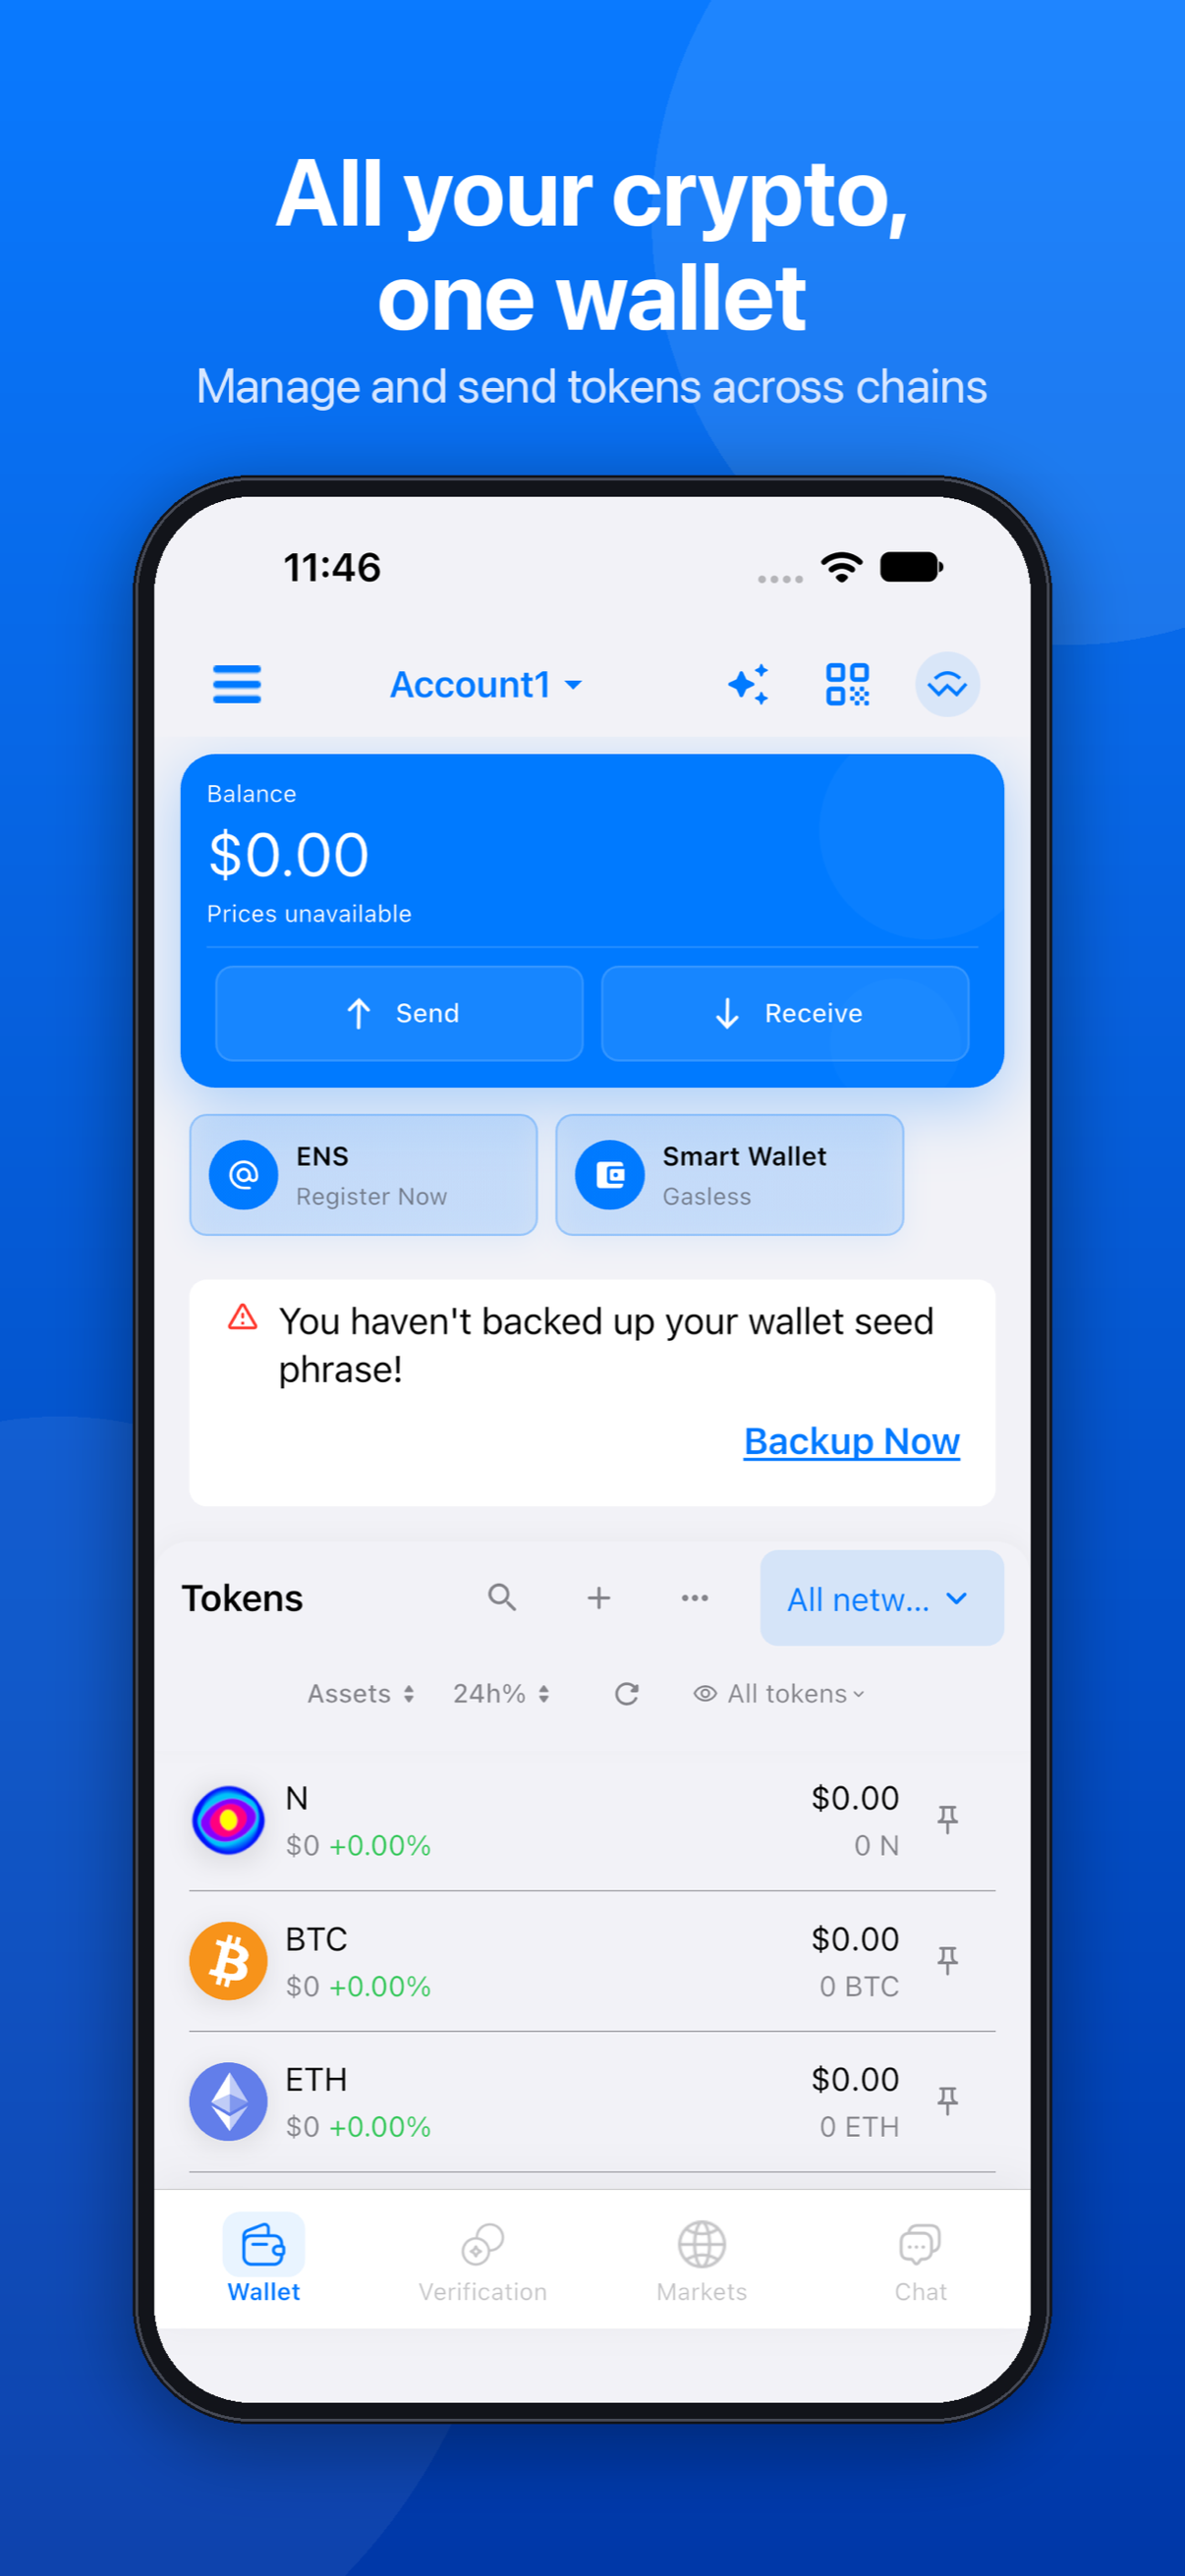 All your crypto,
one wallet
Manage and send tokens across chains
11:46
Account1
Balance
$0.00
Prices unavailable
Send
Receive
ENS
Register Now
Smart Wallet
Gasless
You haven't backed up your wallet seed
phrase!
Backup Now
Tokens
All netw...
Assets
24h%
All tokens
N
$0.00
$0 +0.00%
0 N
BTC
$0.00
$0 +0.00%
0 BTC
ETH
$0.00
$0 +0.00%
0 ETH
Wallet
Verification
Markets
Chat